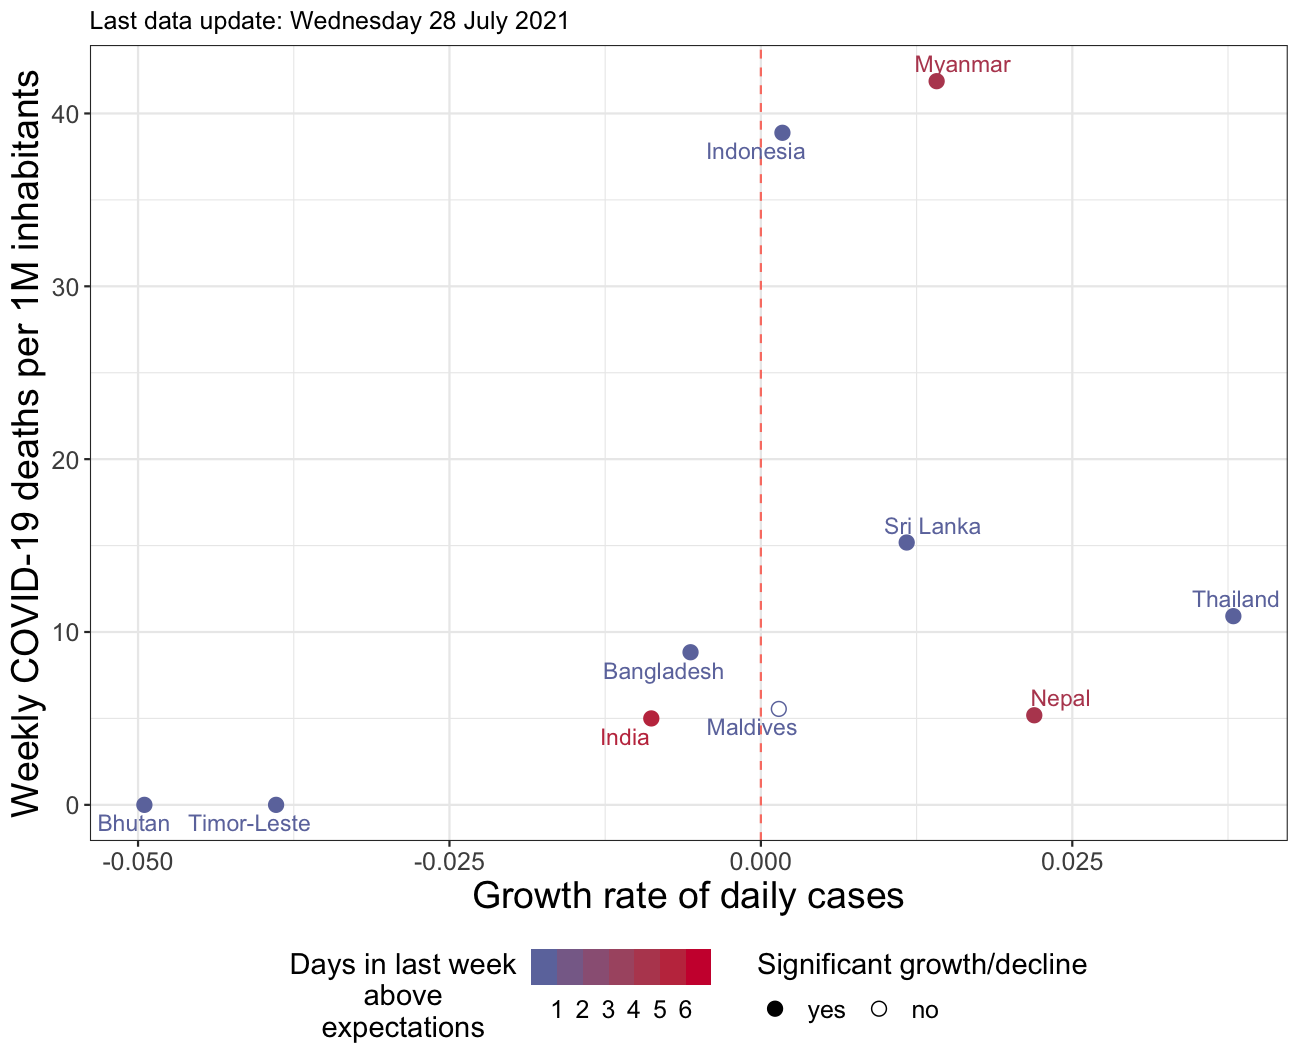 Last data update: Wednesday 28 July 2021
Weekly COVID-19 deaths per 1M inhabitants
40
30
20
10
0
Myanmar
Indonesia
Sri Lanka
Thailand
Bangladesh
Nepal
Maldives
India
Bhutan
Timor-Leste
-0.050
-0.025
0.000
0.025
Growth rate of daily cases
Days in last week
above
expectations
1 2 3 4 5 6
Significant growth/decline
yes
no